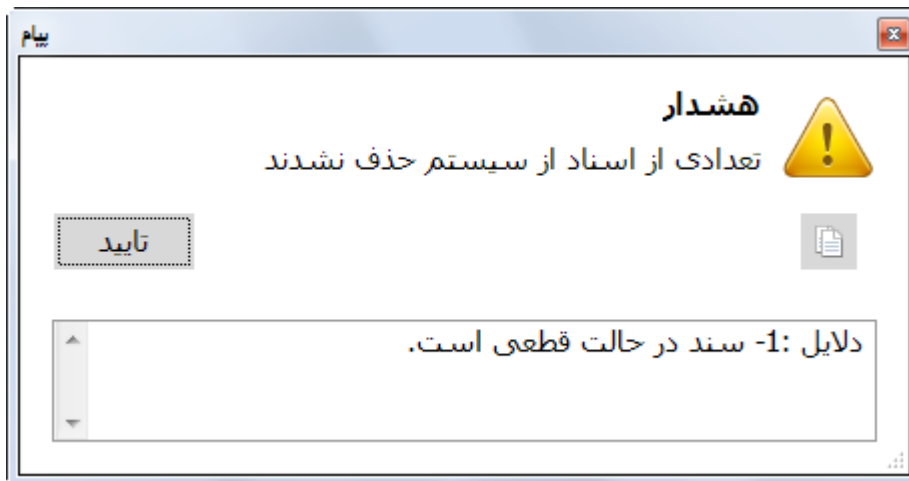 پیام
هشدار
تعدادی از اسناد از سیستم حذف نشدند
تایید
دلایل :1- سند در حالت قطعی است.